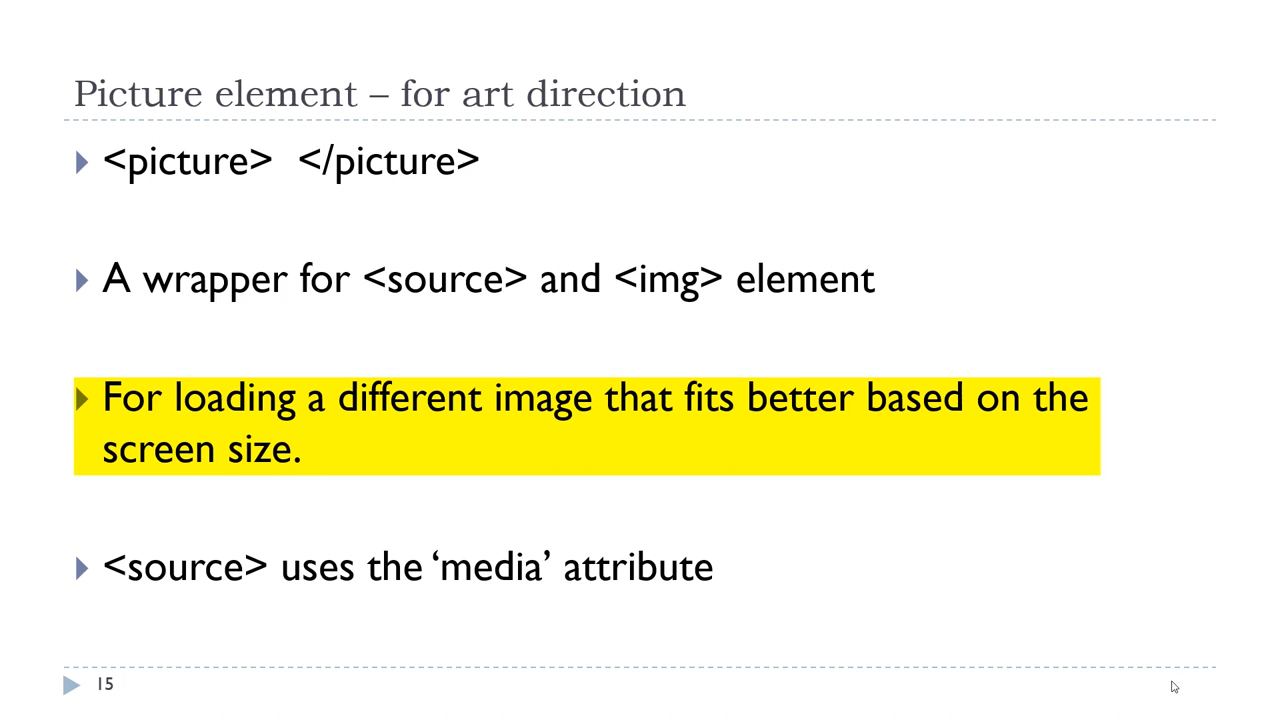 Picture element – for art direction
<picture>  </picture>
A wrapper for <source> and <img> element
For loading a different image that fits better based on the
screen size.
<source> uses the ‘media’ attribute
15